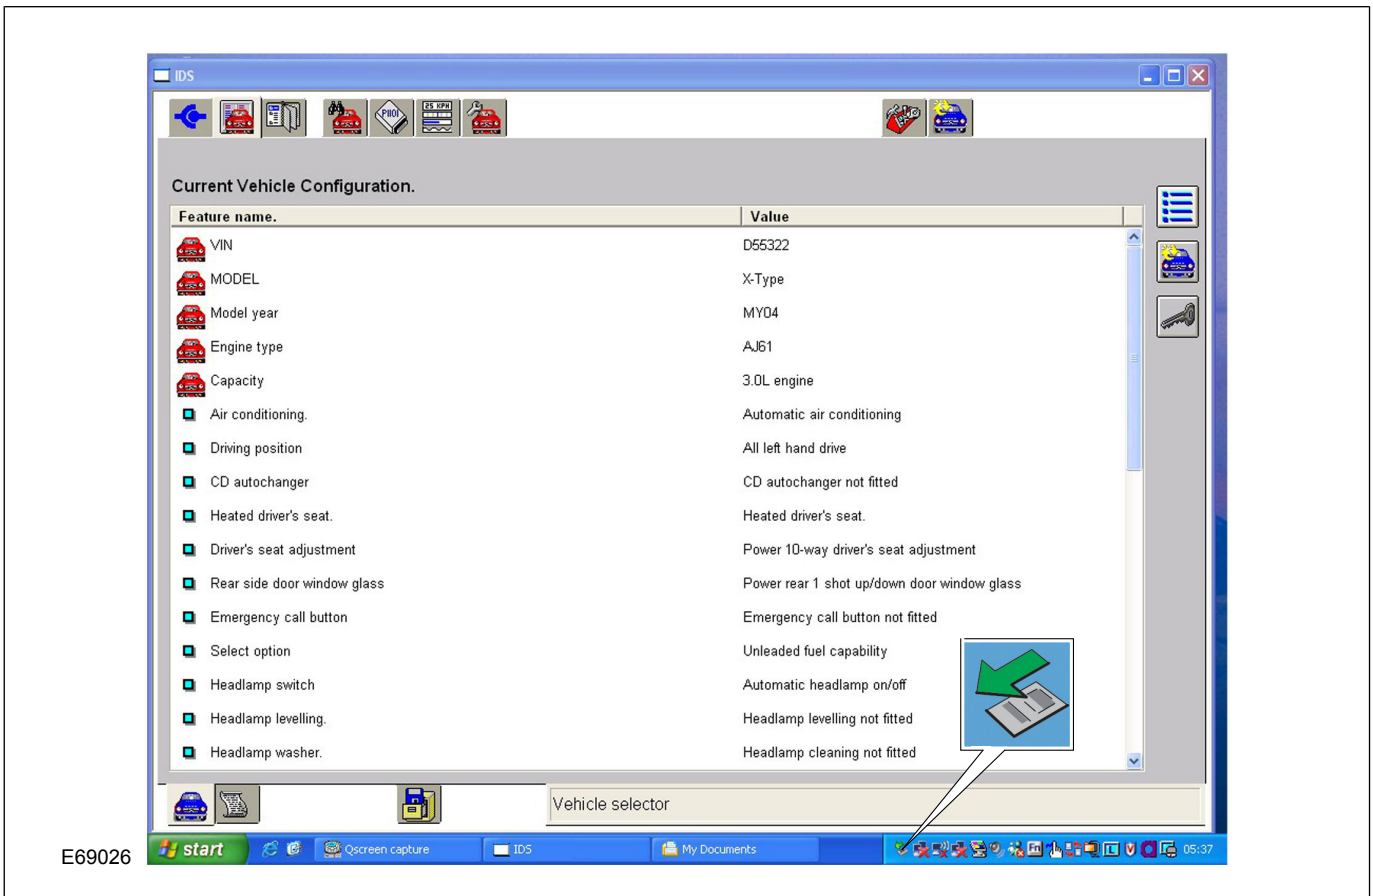 IDS
25 KPH
P1101
Current Vehicle Configuration.
Feature name. Value
VIN D55322
MODEL X-Type
Model year MY04
Engine type AJ61
Capacity 3.0L engine
Air conditioning. Automatic air conditioning
Driving position All left hand drive
CD autochanger CD autochanger not fitted
Heated driver's seat. Heated driver's seat.
Driver's seat adjustment Power 10-way driver's seat adjustment
Rear side door window glass Power rear 1 shot up/down door window glass
Emergency call button Emergency call button not fitted
Select option Unleaded fuel capability
Headlamp switch Automatic headlamp on/off
Headlamp levelling. Headlamp levelling not fitted
Headlamp washer. Headlamp cleaning not fitted
Vehicle selector
E69026 start Qscreen capture IDS My Documents En V 05:37